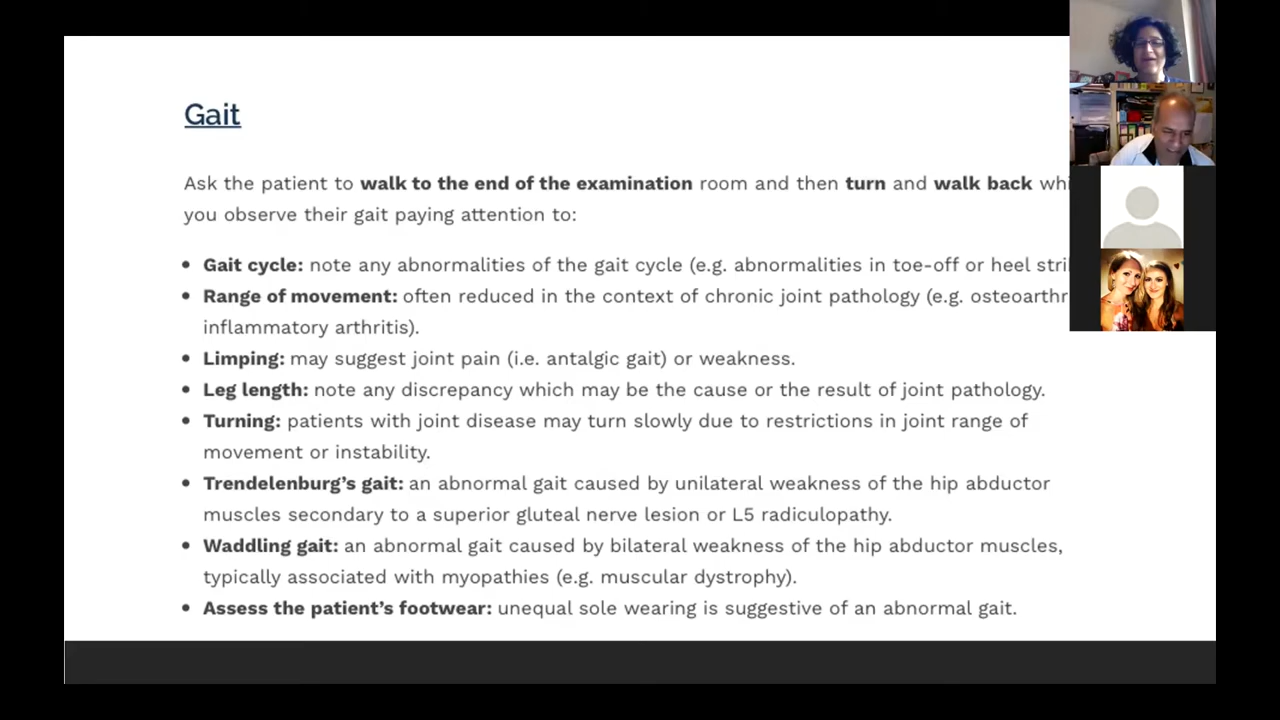 Gait
Ask the patient to walk to the end of the examination room and then turn and walk back
you observe their gait paying attention to:
• Gait cycle: note any abnormalities of the gait cycle (e.g. abnormalities in toe-off or heel
• Range of movement: often reduced in the context of chronic joint pathology (e.g.
inflammatory arthritis).
• Limping: may suggest joint pain (i.e. antalgic gait) or weakness.
• Leg length: note any discrepancy which may be the cause or the result of joint pathology.
• Turning: patients with joint disease may turn slowly due to restrictions in joint range of
movement or instability.
• Trendelenburg’s gait: an abnormal gait caused by unilateral weakness of the hip abductor
muscles secondary to a superior gluteal nerve lesion or L5 radiculopathy.
• Waddling gait: an abnormal gait caused by bilateral weakness of the hip abductor muscles,
typically associated with myopathies (e.g. muscular dystrophy).
• Assess the patient’s footwear: unequal sole wearing is suggestive of an abnormal gait.